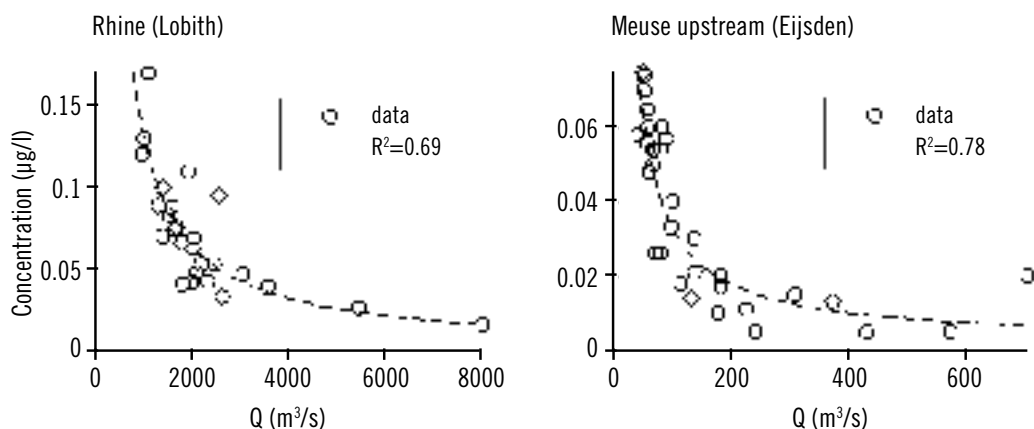 Rhine (Lobith)
Concentration (µg/l)
0.15
0.1
0.05
0
data
R²=0.69
0 2000 4000 6000 8000
Q (m³/s)
Meuse upstream (Eijsden)
0.06
0.04
0.02
0
data
R²=0.78
0 200 400 600
Q (m³/s)